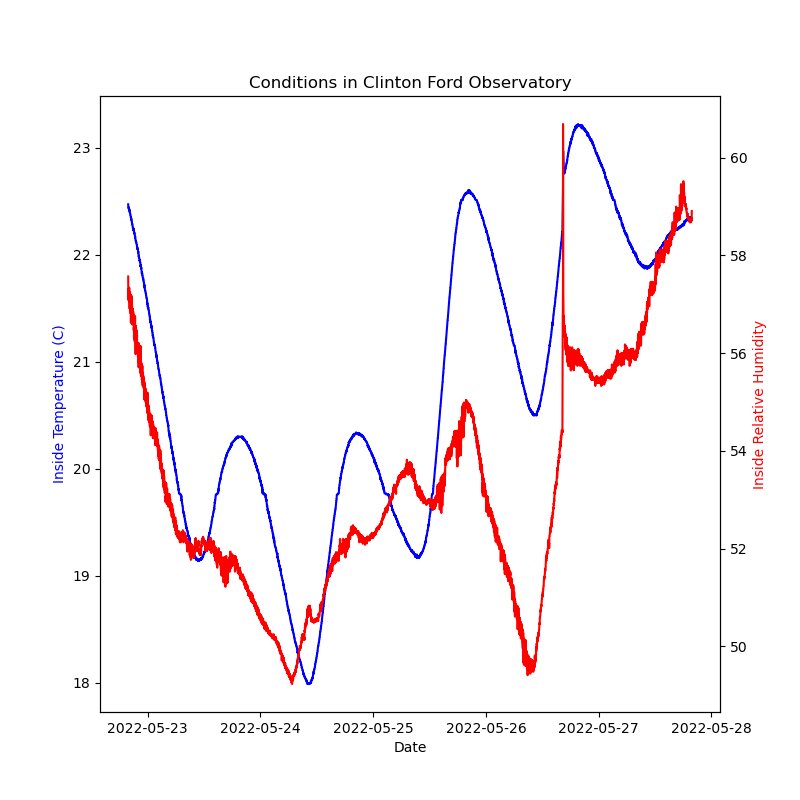 Conditions in Clinton Ford Observatory
23
22
21
20
19
18
Inside Temperature (C)
60
58
56
54
52
50
Inside Relative Humidity
2022-05-23 2022-05-24 2022-05-25 2022-05-26 2022-05-27 2022-05-28
Date